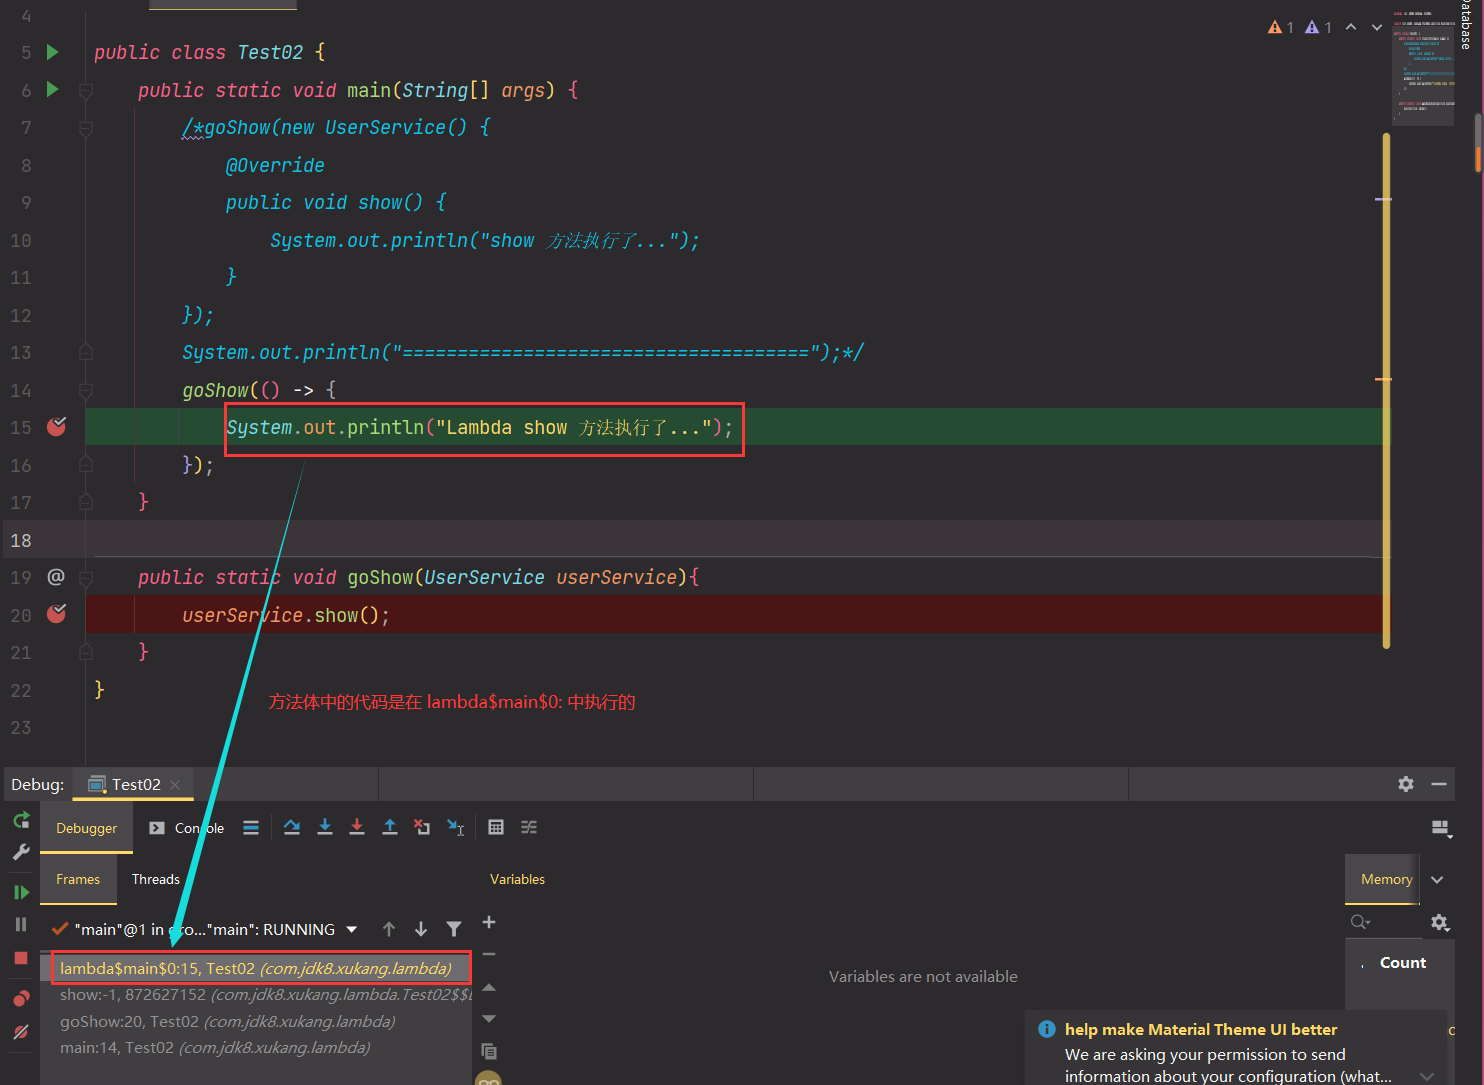 4
Database
1 1
5 public class Test02 {
6 public static void main(String[] args) {
7 /*goShow(new UserService() {
8 @Override
9 public void show() {
10 System.out.println("show 方法执行了...");
11 }
12 });
13 System.out.println("=====================================");*/
14 goShow(() -> {
15 System.out.println("Lambda show 方法执行了...");
16 });
17 }
18
19 @ public static void goShow(UserService userService){
20 userService.show();
21 }
22 }
方法体中的代码是在 lambda$main$0: 中执行的
23
Debug: Test02
Debugger Console
Frames Threads Variables Memory
"main"@1 in gro..."main": RUNNING
lambda$main$0:15, Test02 (com.jdk8.xukang.lambda)
show:-1, 872627152 (com.jdk8.xukang.lambda.Test02$$L
goShow:20, Test02 (com.jdk8.xukang.lambda)
main:14, Test02 (com.jdk8.xukang.lambda)
Variables are not available
Count
help make Material Theme UI better
We are asking your permission to send
information about your configuration (what...